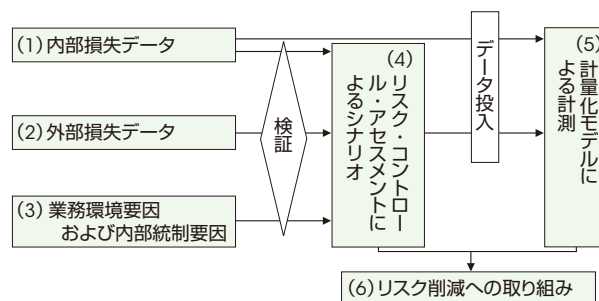 (1)内部損失データ
(2)外部損失データ
(3)業務環境要因
および内部統制要因
検証
(4)
リスク・コントロー
ル・アセスメントに
よるシナリオ
データ投入
(5)
計量化モデルに
よる計測
(6)リスク削減への取り組み